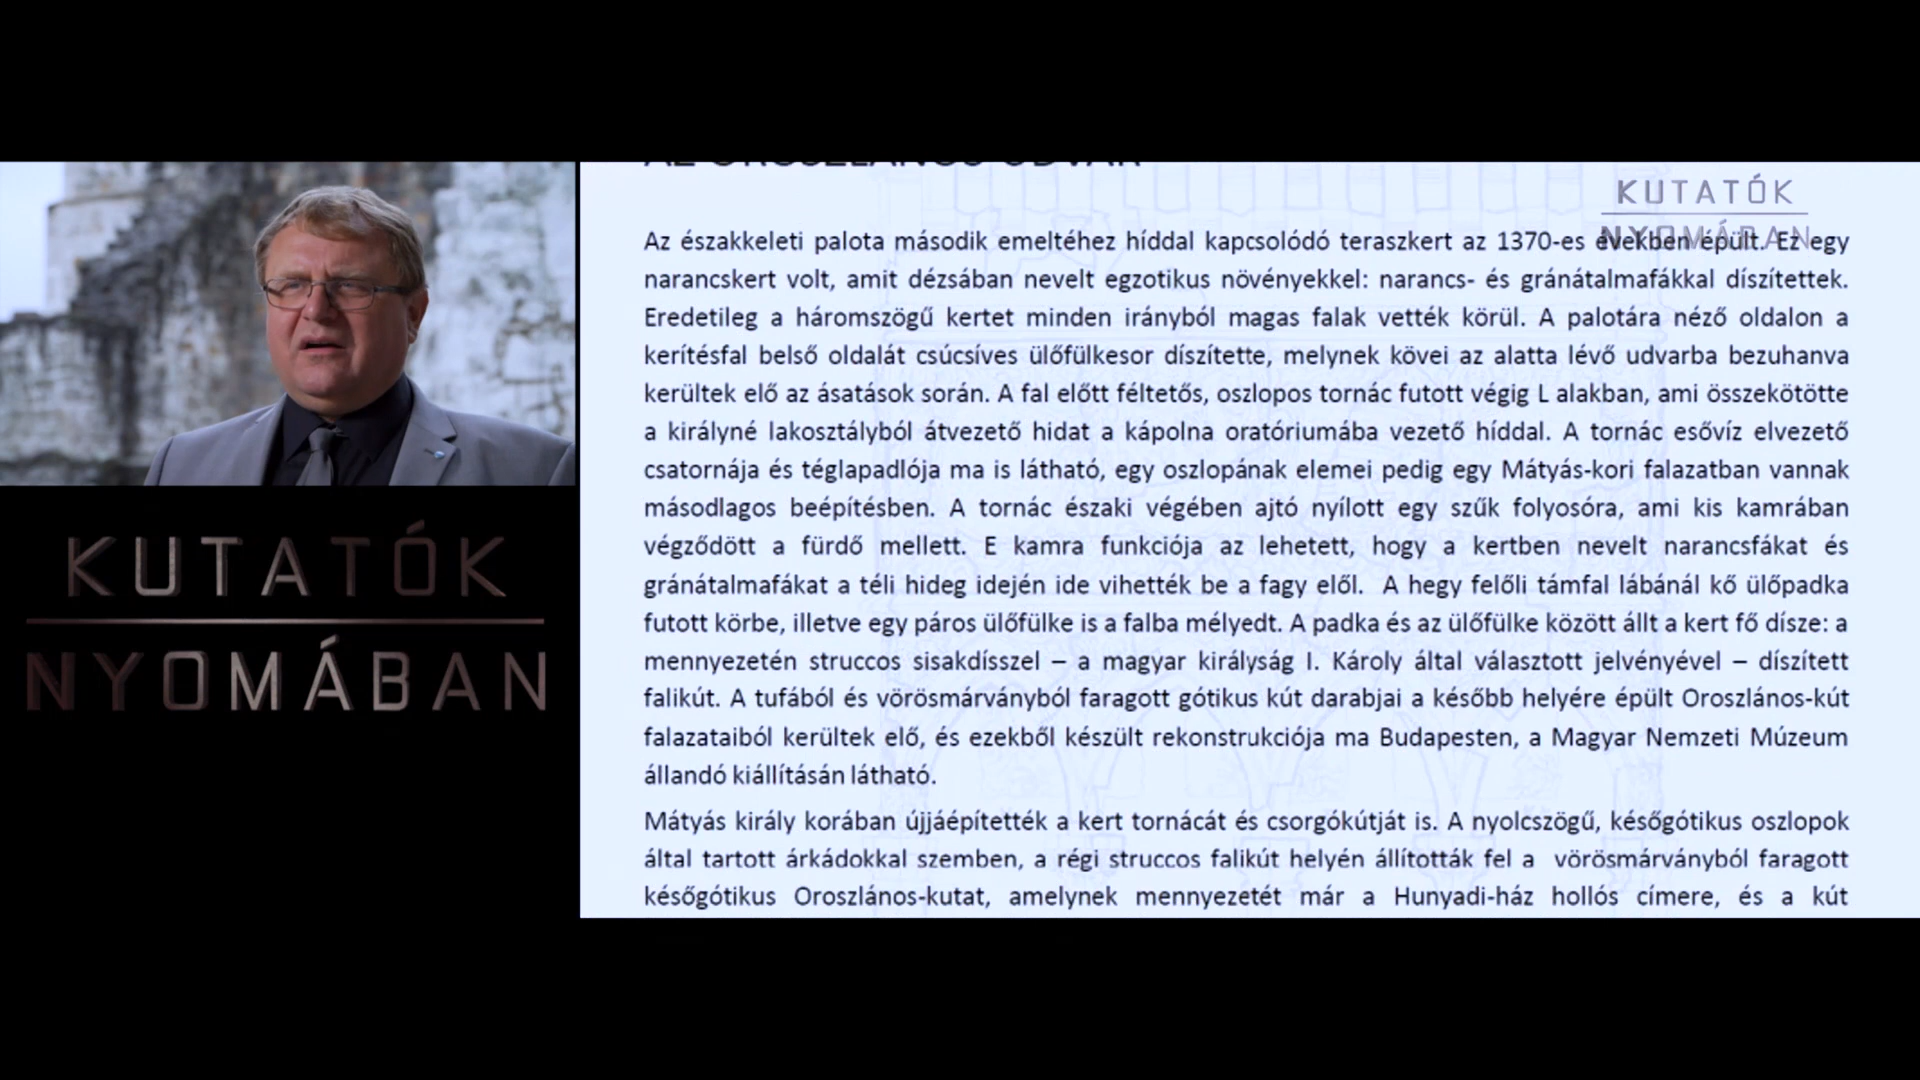 AZ OROSZLÁNOS UDVAR
KUTATÓK
NYOMÁBAN
Az északkeleti palota második emeltéhez híddal kapcsolódó teraszkert az 1370-es években épült. Ez egy
narancskert volt, amit dézsában nevelt egzotikus növényekkel: narancs- és gránátalmafákkal díszítettek.
Eredetileg a háromszögű kertet minden irányból magas falak vették körül. A palotára néző oldalon a
kerítésfal belső oldalát csúcsíves ülőfülkesor díszítette, melynek kövei az alatta lévő udvarba bezuhanva
kerültek elő az ásatások során. A fal előtt féltetős, oszlopos tornác futott végig L alakban, ami összekötötte
a királyné lakosztályból átvezető hidat a kápolna oratóriumába vezető híddal. A tornác esővíz elvezető
csatornája és téglapadlója ma is látható, egy oszlopának elemei pedig egy Mátyás-kori falazatban vannak
másodlagos beépítésben. A tornác északi végében ajtó nyílott egy szűk folyosóra, ami kis kamrában
végződött a fürdő mellett. E kamra funkciója az lehetett, hogy a kertben nevelt narancsfákat és
gránátalmafákat a téli hideg idején ide vihették be a fagy elől. A hegy felőli támfal lábánál kő ülőpadka
futott körbe, illetve egy páros ülőfülke is a falba mélyedt. A padka és az ülőfülke között állt a kert fő dísze: a
mennyezetén struccos sisakdísszel – a magyar királyság I. Károly által választott jelvényével – díszített
falikút. A tufából és vörösmárványból faragott gótikus kút darabjai a később helyére épült Oroszlános-kút
falazataiból kerültek elő, és ezekből készült rekonstrukciója ma Budapesten, a Magyar Nemzeti Múzeum
állandó kiállításán látható.
Mátyás király korában újjáépítették a kert tornácát és csorgókútját is. A nyolcszögű, későgótikus oszlopok
által tartott árkádokkal szemben, a régi struccos falikút helyén állították fel a vörösmárványból faragott
későgótikus Oroszlános-kutat, amelynek mennyezetét már a Hunyadi-ház hollós címere, és a kút
KUTATÓK
NYOMÁBAN